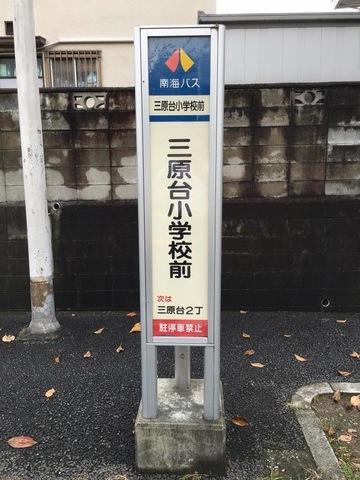 南海バス
三原台小学校前
三原台小学校前
次は
三原台2丁
駐停車禁止